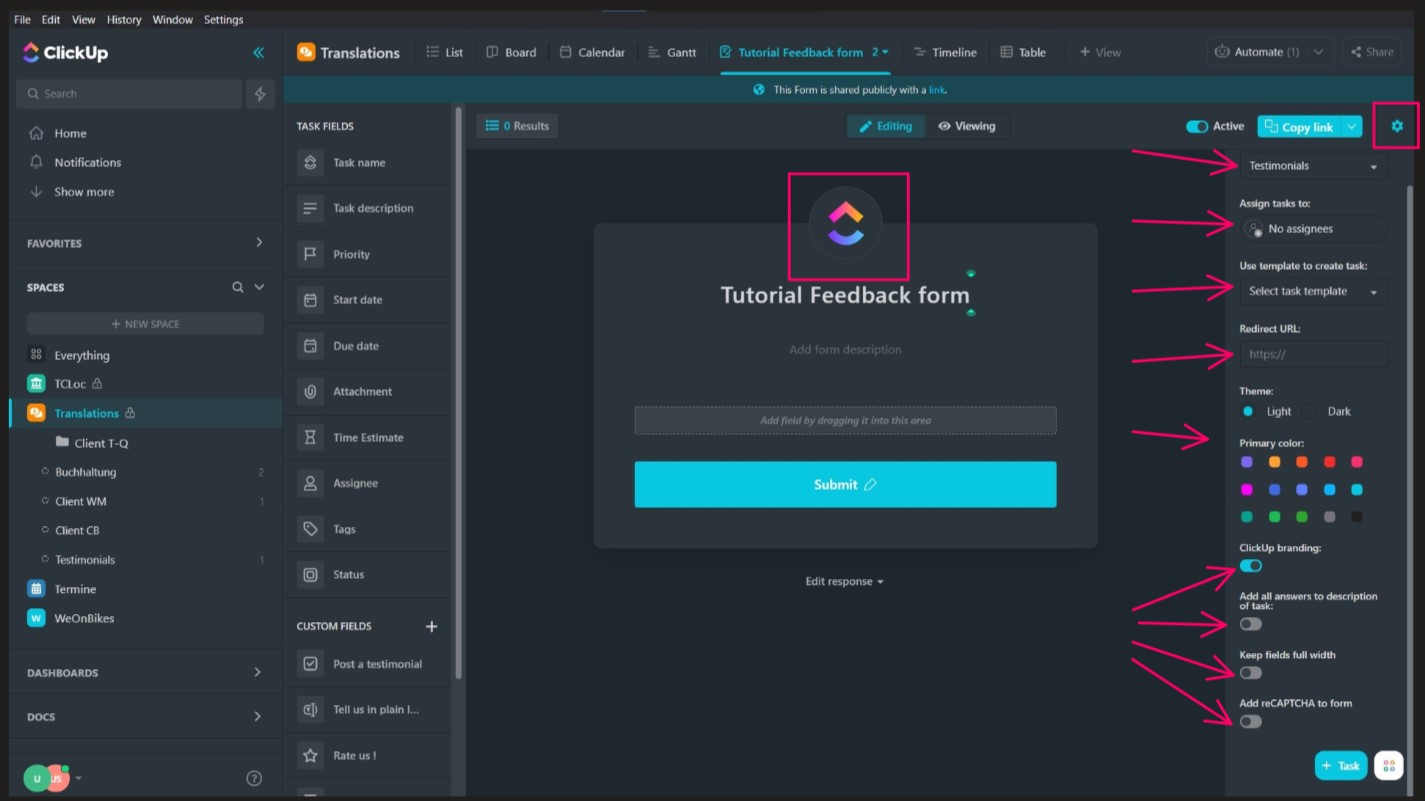 File Edit View History Window Settings
ClickUp
Translations
List
Board
Calendar
Gantt
Tutorial Feedback form 2
Timeline
Table
+ View
Automate (1)
Share
Search
This Form is shared publicly with a link.
Home
Notifications
Show more
FAVORITES
SPACES
+ NEW SPACE
Everything
TCLoc
Translations
Client T-Q
Buchhaltung 2
Client WM 1
Client CB
Testimonials 1
Termine
W WeOnBikes
DASHBOARDS
DOCS
U US
?
TASK FIELDS
Task name
Task description
Priority
Start date
Due date
Attachment
Time Estimate
Assignee
Tags
Status
CUSTOM FIELDS +
Post a testimonial
Tell us in plain l...
Rate us !
0 Results
Editing
Viewing
Active
Copy link
Tutorial Feedback form
Add form description
Add field by dragging it into this area
Submit
Edit response
Testimonials
Assign tasks to:
No assignees
Use template to create task:
Select task template
Redirect URL:
https://
Theme:
Light Dark
Primary color:
ClickUp branding:
Add all answers to description
of task:
Keep fields full width
Add reCAPTCHA to form
+ Task